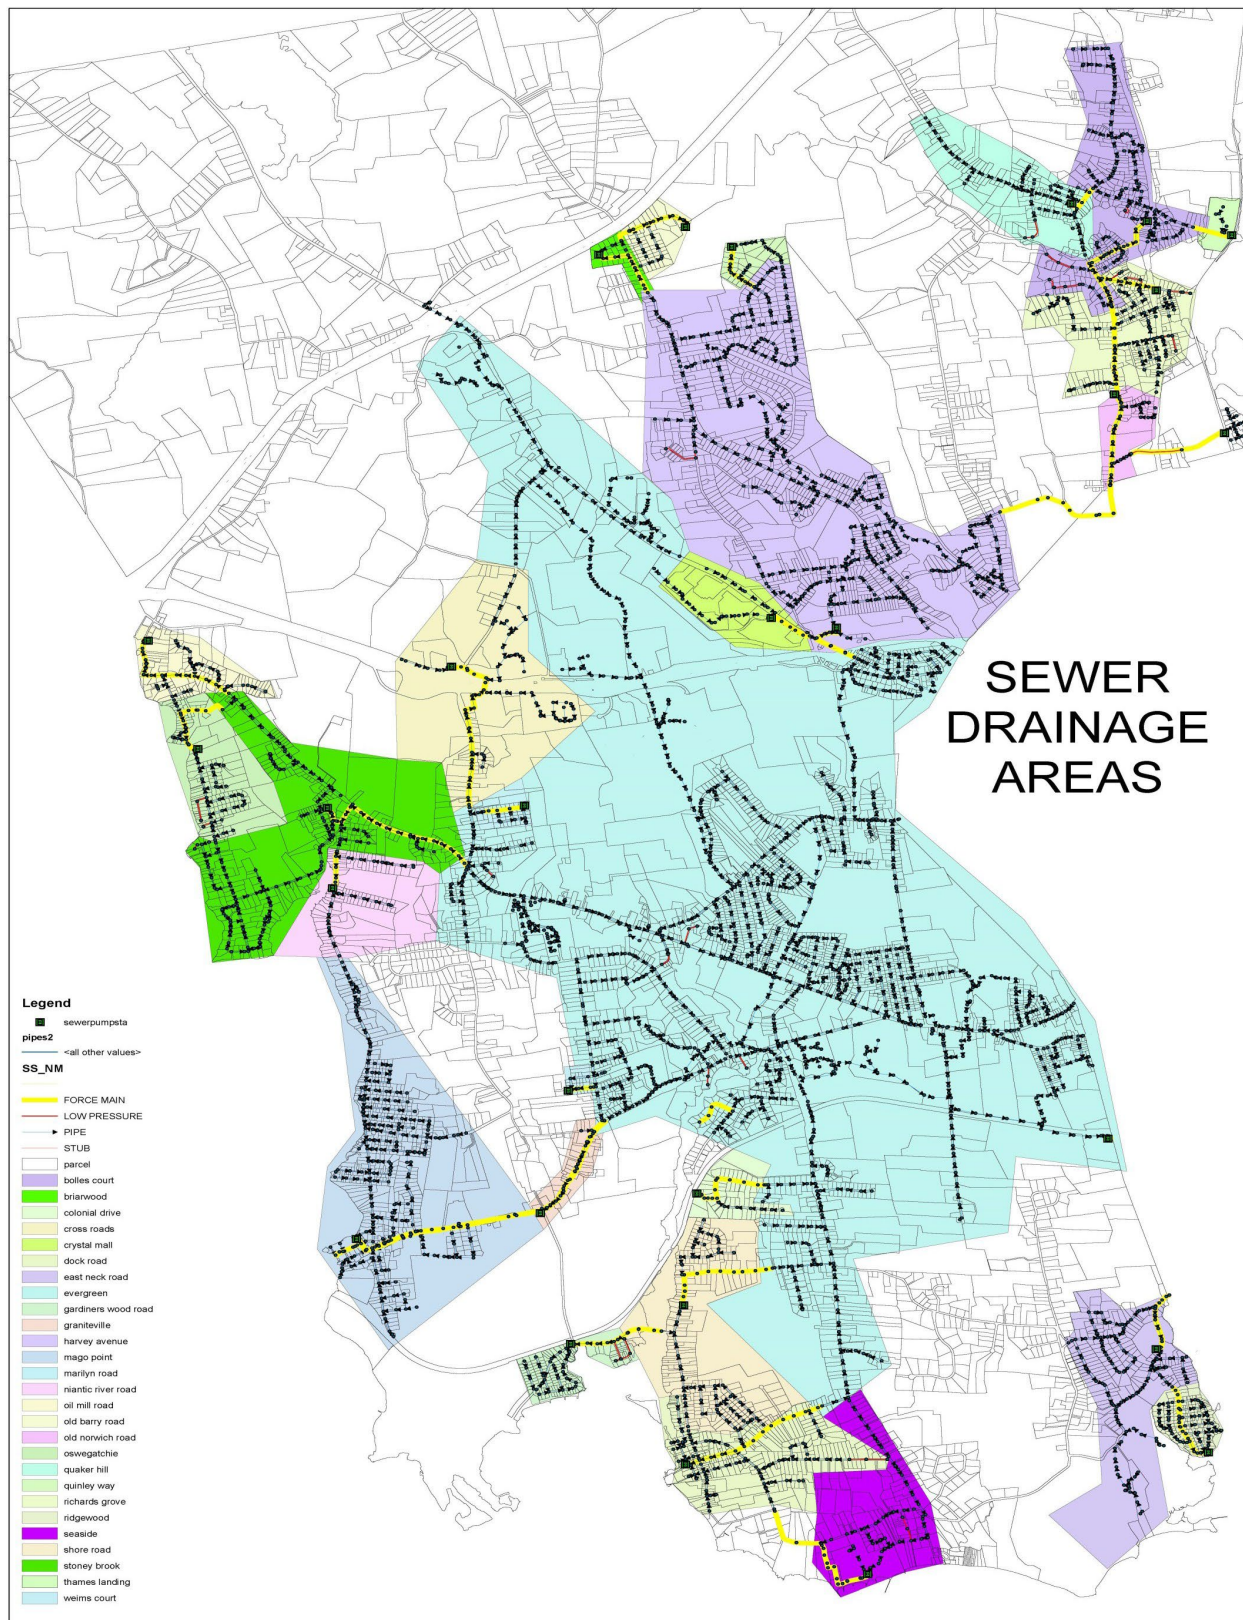 SEWER
DRAINAGE
AREAS
Legend
sewerpumpsta
pipes2
<all other values>
SS_NM
FORCE MAIN
LOW PRESSURE
PIPE
STUB
parcel
bolles court
briarwood
colonial drive
cross roads
crystal mall
dock road
east neck road
evergreen
gardiners wood road
graniteville
harvey avenue
mago point
marilyn road
niantic river road
oil mill road
old barry road
old norwich road
oswegatchie
quaker hill
quinley way
richards grove
ridgewood
seaside
shore road
stoney brook
thames landing
weims court